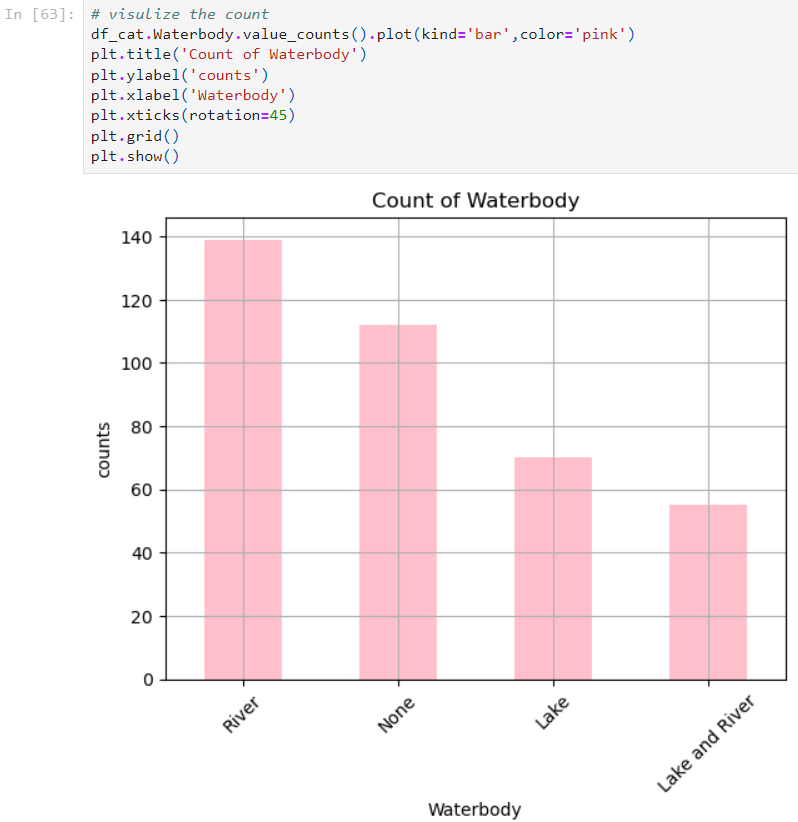 In [63]: # visulize the count
df_cat.Waterbody.value_counts().plot(kind='bar',color='pink')
plt.title('Count of Waterbody')
plt.ylabel('counts')
plt.xlabel('Waterbody')
plt.xticks(rotation=45)
plt.grid()
plt.show()
Count of Waterbody
140
120
100
80
60
40
20
0
counts
River
None
Lake
Lake and River
Waterbody